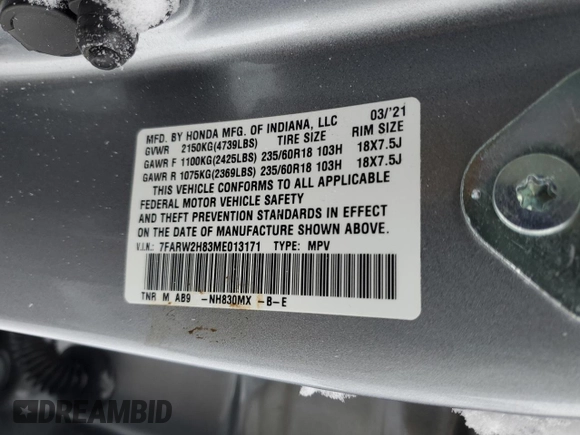 MFD. BY HONDA MFG. OF INDIANA, LLC 03/'21
GVWR 2150KG(4739LBS) TIRE SIZE RIM SIZE
GAWR F 1100KG(2425LBS) 235/60R18 103H 18X7.5J
GAWR R 1075KG(2369LBS) 235/60R18 103H 18X7.5J
THIS VEHICLE CONFORMS TO ALL APPLICABLE
FEDERAL MOTOR VEHICLE SAFETY
AND THEFT PREVENTION STANDARDS IN EFFECT
ON THE DATE OF MANUFACTURE SHOWN ABOVE.
V.I.N.: 7FARW2H83ME013171 TYPE: MPV
TNR M AB9 -NH830MX -B-E
DREAMBID